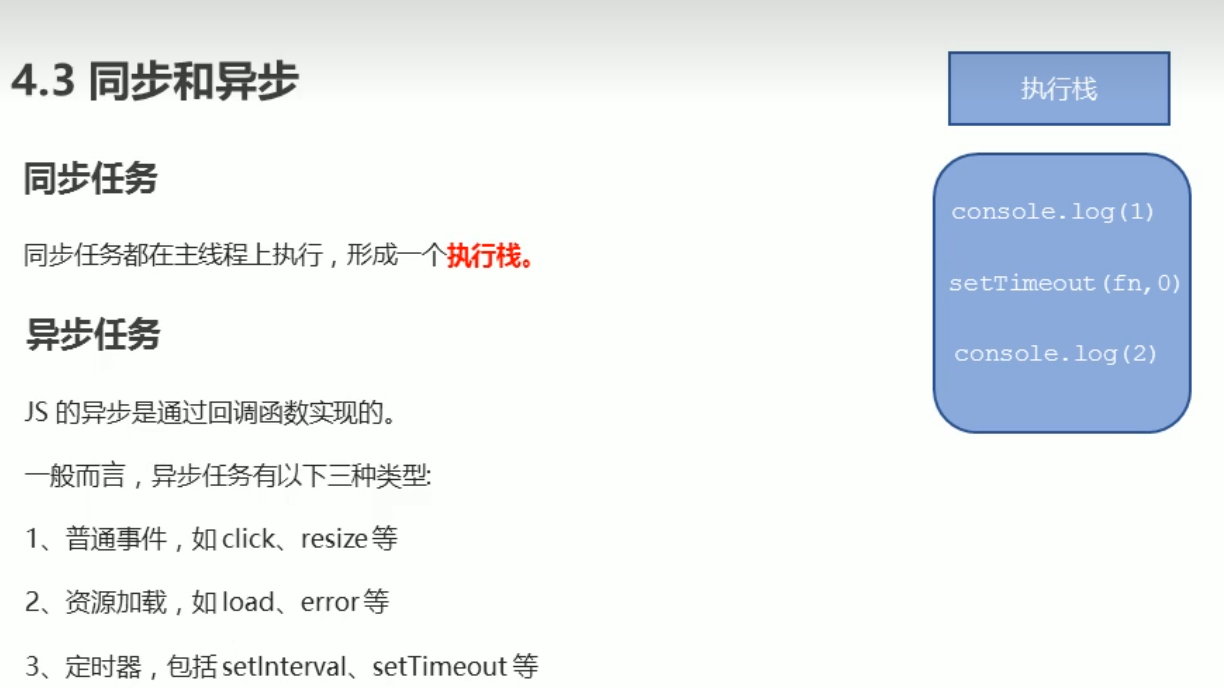 4.3 同步和异步
同步任务
同步任务都在主线程上执行，形成一个执行栈。
异步任务
JS 的异步是通过回调函数实现的。
一般而言，异步任务有以下三种类型:
1、普通事件，如 click、resize 等
2、资源加载，如 load、error 等
3、定时器，包括 setInterval、setTimeout 等
执行栈
console.log(1)
setTimeout(fn,0)
console.log(2)